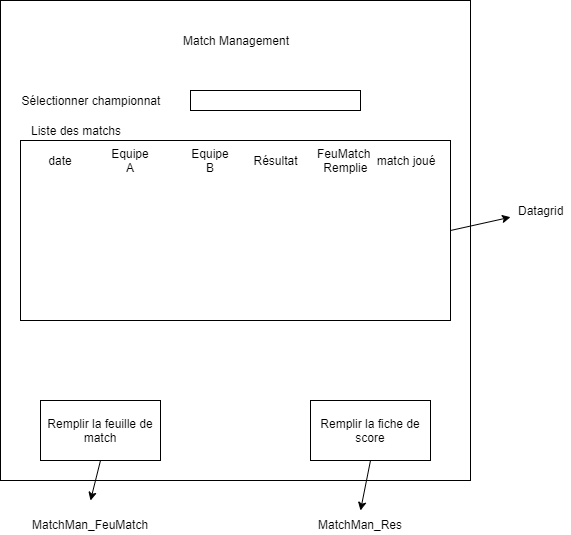 Match Management
Sélectionner championnat
Liste des matchs
date
Equipe
A
Equipe
B
Résultat
FeuMatch
Remplie
match joué
Datagrid
Remplir la feuille de
match
Remplir la fiche de
score
MatchMan_FeuMatch
MatchMan_Res